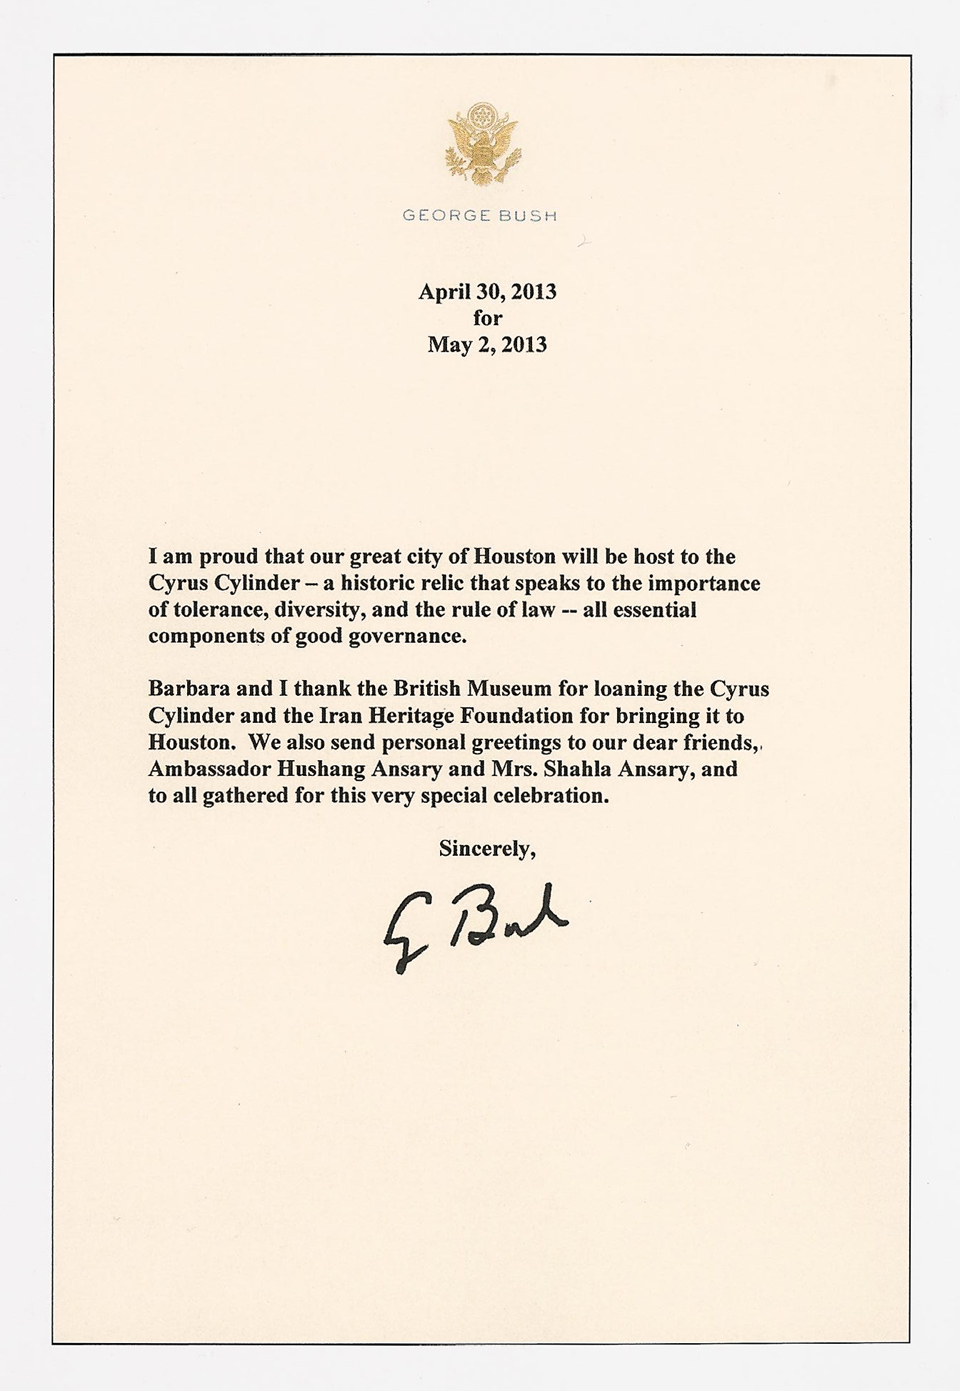 GEORGE BUSH
April 30, 2013
for
May 2, 2013
I am proud that our great city of Houston will be host to the
Cyrus Cylinder – a historic relic that speaks to the importance
of tolerance, diversity, and the rule of law -- all essential
components of good governance.
Barbara and I thank the British Museum for loaning the Cyrus
Cylinder and the Iran Heritage Foundation for bringing it to
Houston.  We also send personal greetings to our dear friends,
Ambassador Hushang Ansary and Mrs. Shahla Ansary, and
to all gathered for this very special celebration.
Sincerely,
G Bush